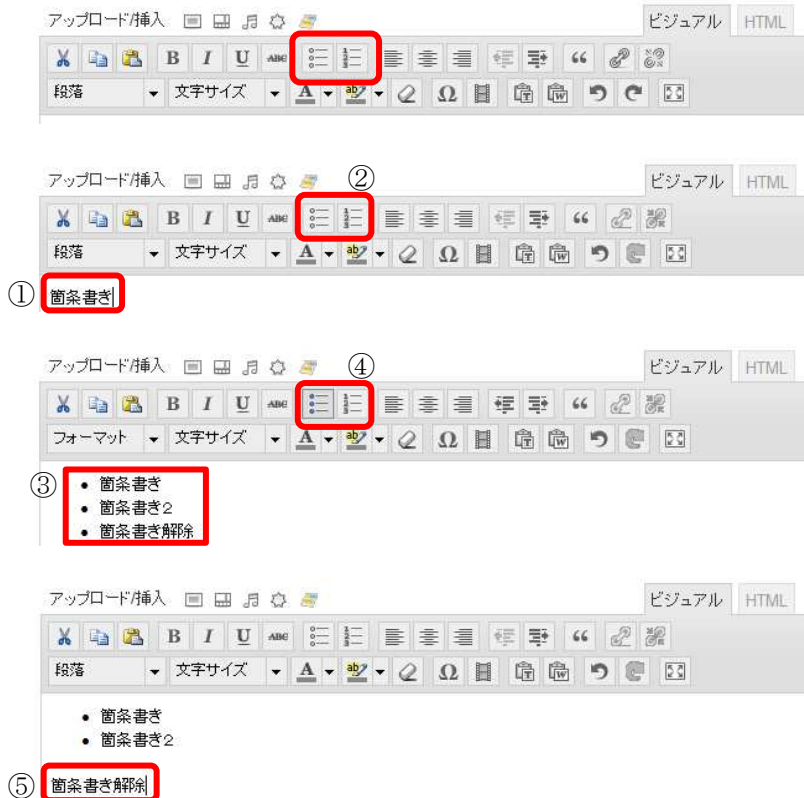 アップロード/挿入 ビジュアル HTML
B I U ABC
段落 文字サイズ A ab Ω T W
アップロード/挿入 ② ビジュアル HTML
B I U ABC
段落 文字サイズ A ab Ω T W
① 箇条書き
アップロード/挿入 ④ ビジュアル HTML
B I U ABC
フォーマット 文字サイズ A ab Ω T W
③ • 箇条書き
• 箇条書き2
• 箇条書き解除
アップロード/挿入 ビジュアル HTML
B I U ABC
段落 文字サイズ A ab Ω T W
• 箇条書き
• 箇条書き2
⑤ 箇条書き解除